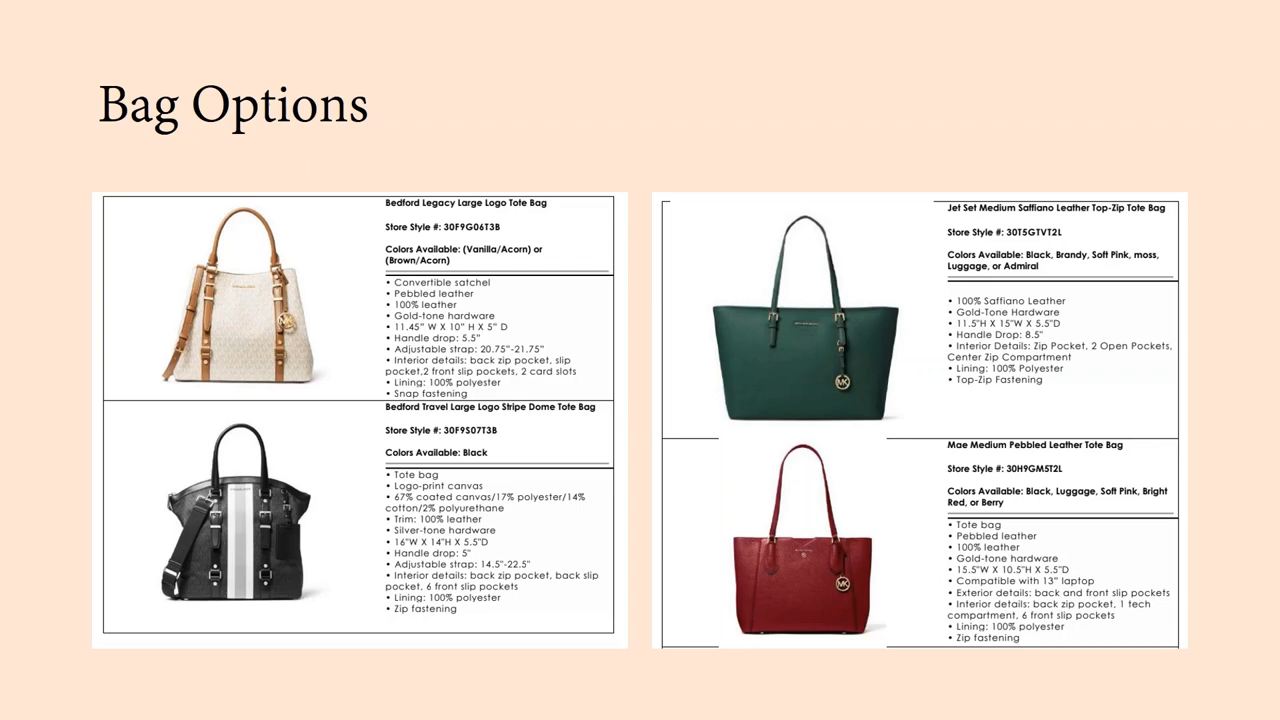 Bag Options
Bedford Legacy Large Logo Tote Bag
Store Style #: 30F9G06T3B
Colors Available: (Vanilla/Acorn) or
(Brown/Acorn)
• Convertible satchel
• Pebbled leather
• 100% leather
• Gold-tone hardware
• 11.45” W X 10” H X 5” D
• Handle drop: 5.5”
• Adjustable strap: 20.75”-21.75”
• Interior details: back zip pocket, slip
pocket,2 front slip pockets, 2 card slots
• Lining: 100% polyester
• Snap fastening
Bedford Travel Large Logo Stripe Dome Tote Bag
Store Style #: 30F9S07T3B
Colors Available: Black
• Tote bag
• Logo-print canvas
• 67% coated canvas/17% polyester/14%
cotton/2% polyurethane
• Trim: 100% leather
• Silver-tone hardware
• 16"W X 14"H X 5.5"D
• Handle drop: 5"
• Adjustable strap: 14.5"-22.5"
• Interior details: back zip pocket, back slip
pocket, 6 front slip pockets
• Lining: 100% polyester
• Zip fastening
Jet Set Medium Saffiano Leather Top-Zip Tote Bag
Store Style #: 30T5GTVT2L
Colors Available: Black, Brandy, Soft Pink, moss,
Luggage, or Admiral
• 100% Saffiano Leather
• Gold-Tone Hardware
• 11.5"H X 15"W X 5.5"D
• Handle Drop: 8.5"
• Interior Details: Zip Pocket, 2 Open Pockets,
Center Zip Compartment
• Lining: 100% Polyester
• Top-Zip Fastening
MK
Mae Medium Pebbled Leather Tote Bag
Store Style #: 30H9GM5T2L
Colors Available: Black, Luggage, Soft Pink, Bright
Red, or Berry
• Tote bag
• Pebbled leather
• 100% leather
• Gold-tone hardware
• 15.5"W X 10.5"H X 5.5"D
• Compatible with 13” laptop
• Exterior details: back and front slip pockets
• Interior details: back zip pocket, 1 tech
compartment, 6 front slip pockets
• Lining: 100% polyester
• Zip fastening
MK